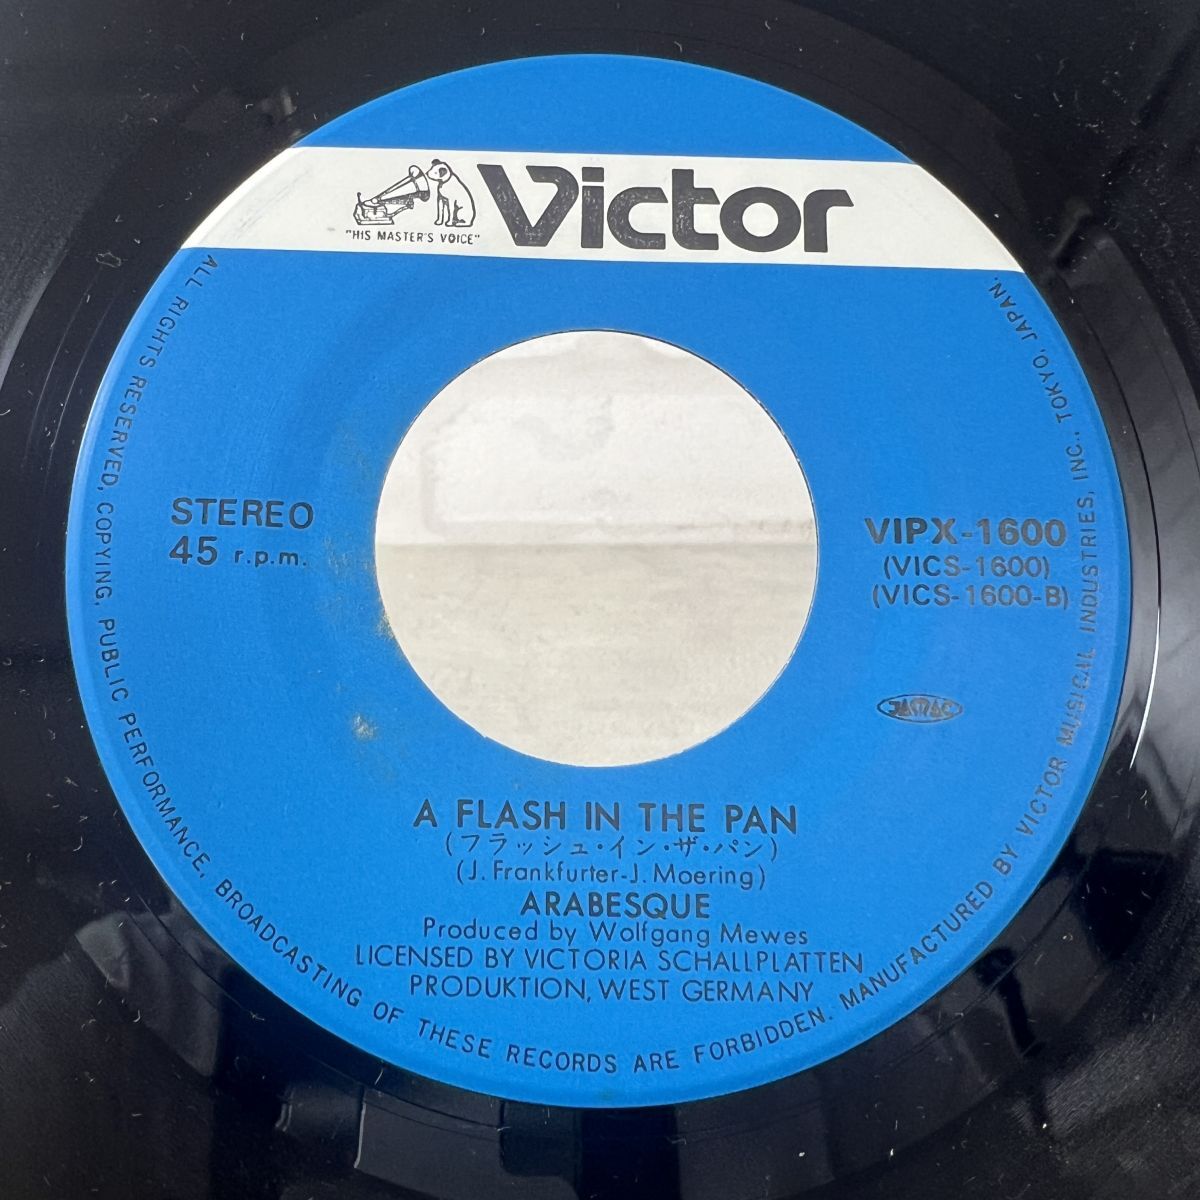 "HIS MASTER'S VOICE"
Victor
STEREO
45 r.p.m.
VIPX-1600
(VICS-1600)
(VICS-1600-B)
JASRAC
A FLASH IN THE PAN
(フラッシュ・イン・ザ・パン)
(J. Frankfurter-J. Moering)
ARABESQUE
Produced by Wolfgang Mewes
LICENSED BY VICTORIA SCHALLPLATTEN
PRODUKTION, WEST GERMANY
ALL RIGHTS RESERVED, COPYING, PUBLIC PERFORMANCE, BROADCASTING OF THESE RECORDS ARE FORBIDDEN. MANUFACTURED BY VICTOR MUSICAL INDUSTRIES, INC., TOKYO, JAPAN.